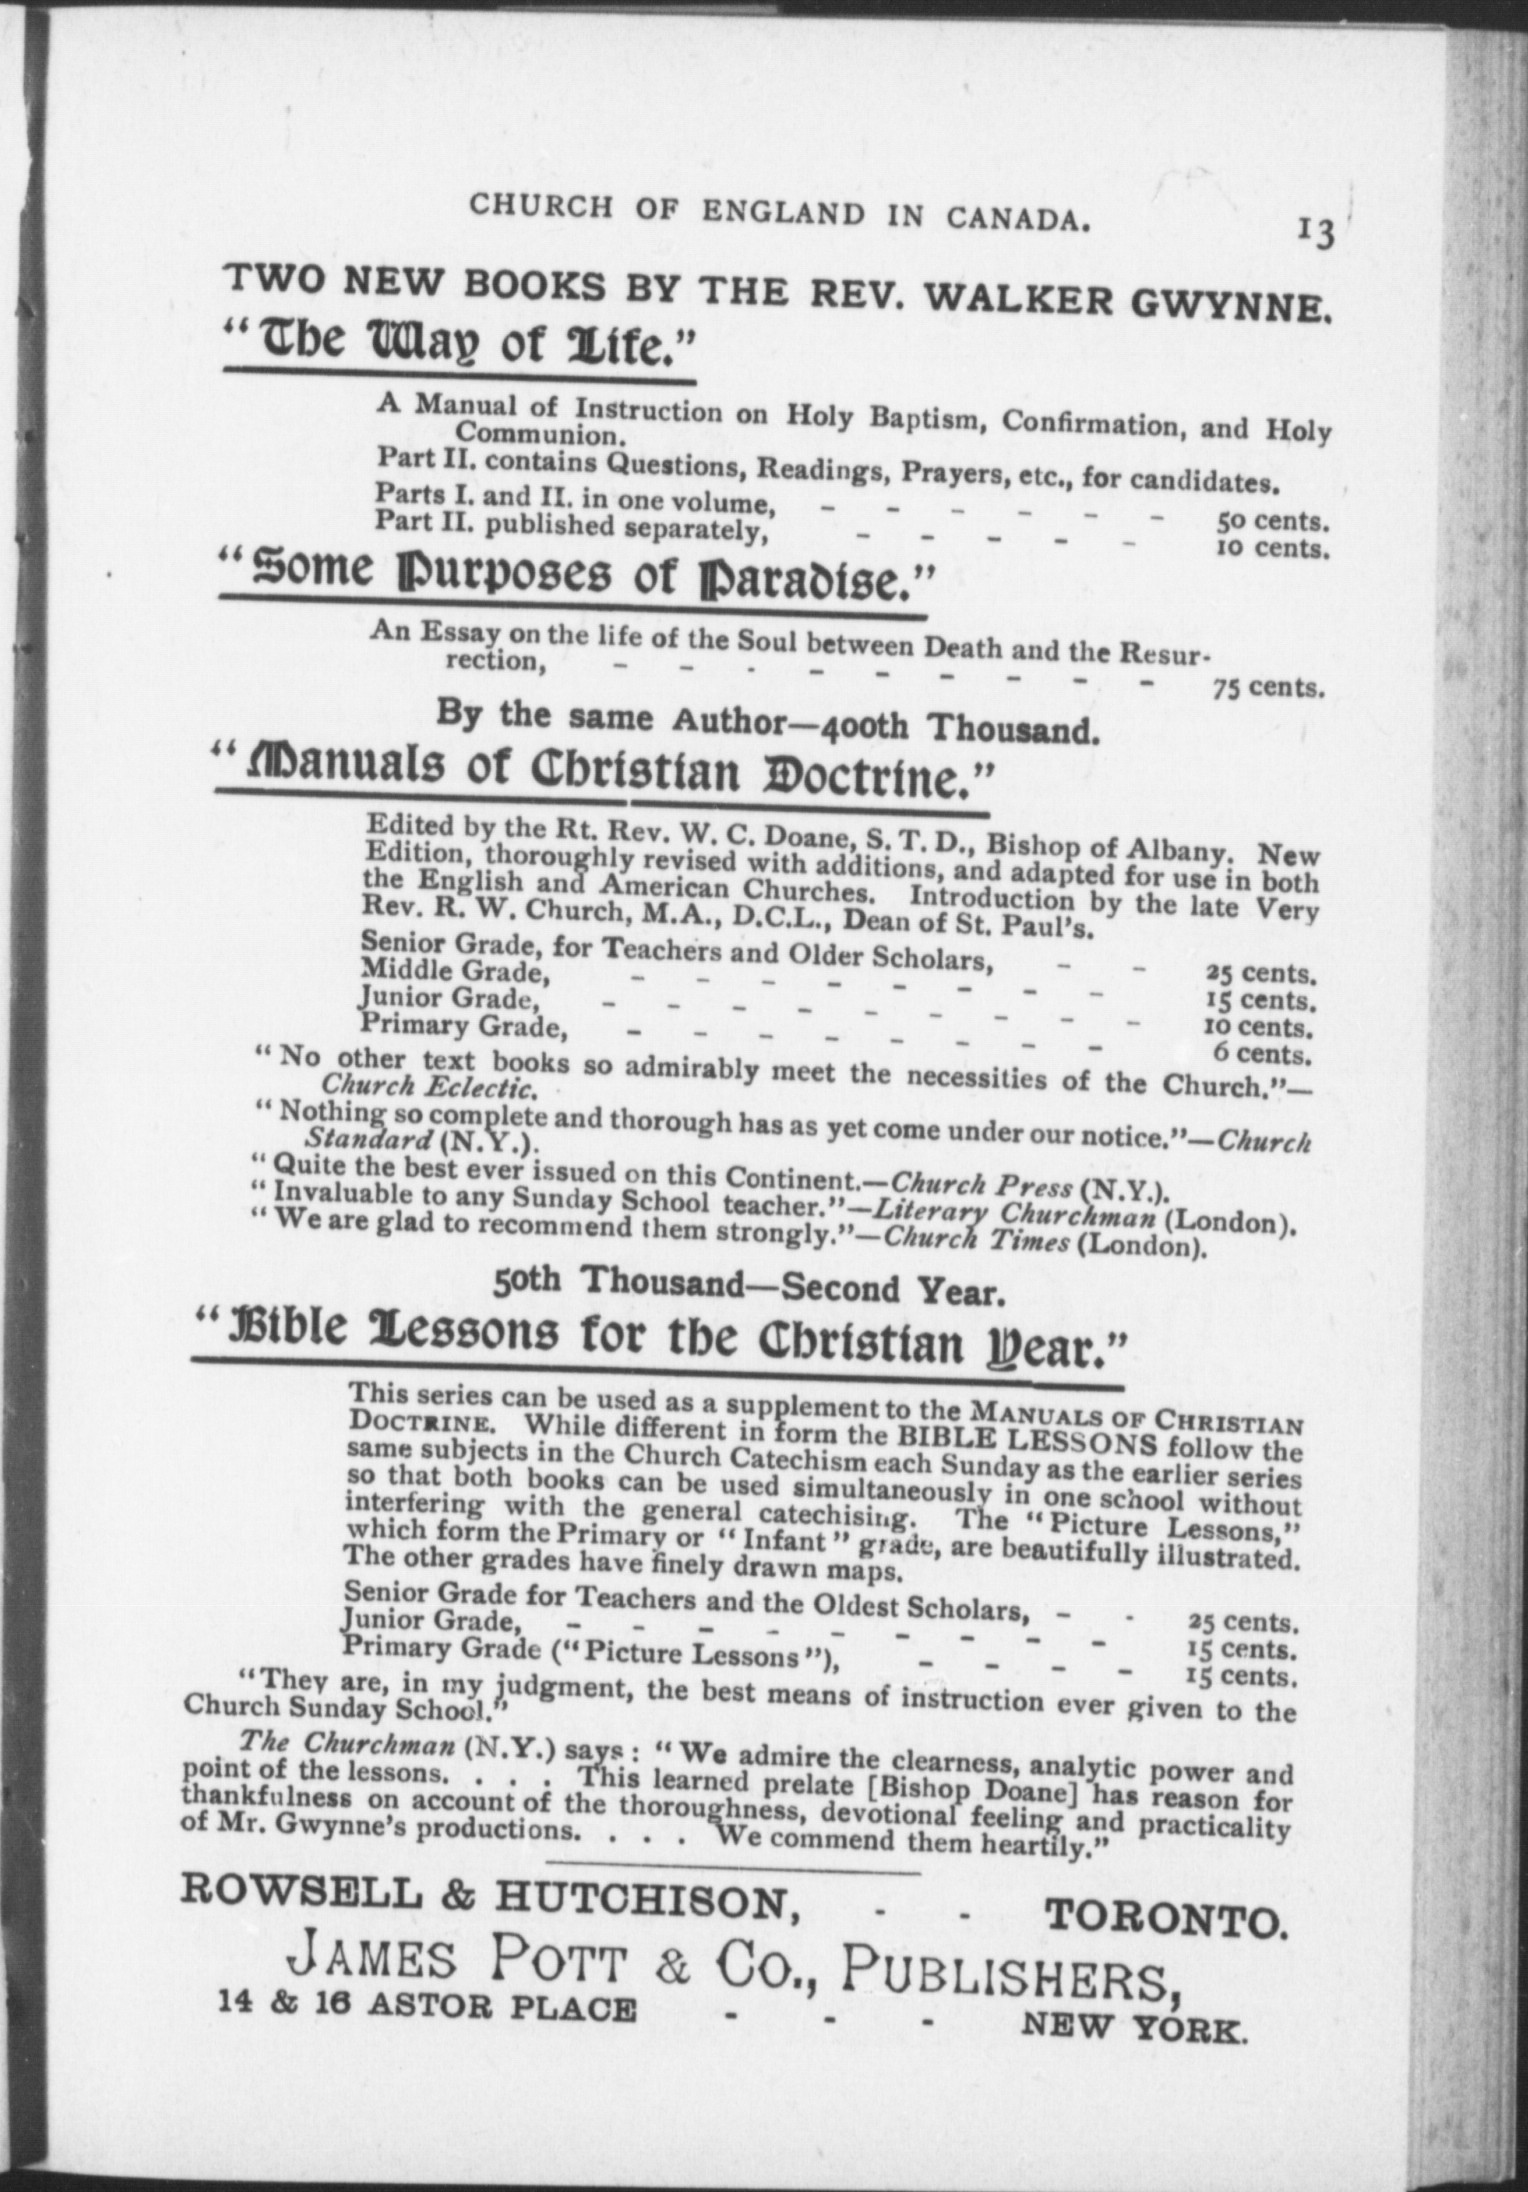 CHURCH OF ENGLAND IN CANADA. 13
TWO NEW BOOKS BY THE REV. WALKER GWYNNE.
“The Way of Life.”
A Manual of Instruction on Holy Baptism, Confirmation, and Holy
Communion.
Part II. contains Questions, Readings, Prayers, etc., for candidates.
Parts I. and II. in one volume, - - - - - - 50 cents.
Part II. published separately, - - - - - 10 cents.
“Some Purposes of Paradise.”
An Essay on the life of the Soul between Death and the Resur-
rection, - - - - - - - - - 75 cents.
By the same Author—400th Thousand.
“Manuals of Christian Doctrine.”
Edited by the Rt. Rev. W. C. Doane, S. T. D., Bishop of Albany. New
Edition, thoroughly revised with additions, and adapted for use in both
the English and American Churches. Introduction by the late Very
Rev. R. W. Church, M.A., D.C.L., Dean of St. Paul’s.
Senior Grade, for Teachers and Older Scholars, - - 25 cents.
Middle Grade, - - - - - - - - 15 cents.
Junior Grade, - - - - - - - - - 10 cents.
Primary Grade, - - - - - - - - 6 cents.
“No other text books so admirably meet the necessities of the Church.”—
Church Eclectic.
“Nothing so complete and thorough has as yet come under our notice.”—Church
Standard (N.Y.).
“Quite the best ever issued on this Continent.—Church Press (N.Y.).
“Invaluable to any Sunday School teacher.”—Literary Churchman (London).
“We are glad to recommend them strongly.”—Church Times (London).
50th Thousand—Second Year.
“Bible Lessons for the Christian Year.”
This series can be used as a supplement to the MANUALS OF CHRISTIAN
DOCTRINE. While different in form the BIBLE LESSONS follow the
same subjects in the Church Catechism each Sunday as the earlier series
so that both books can be used simultaneously in one school without
interfering with the general catechising. The “Picture Lessons,”
which form the Primary or “Infant” grade, are beautifully illustrated.
The other grades have finely drawn maps.
Senior Grade for Teachers and the Oldest Scholars, - - 25 cents.
Junior Grade, - - - - - - - - - 15 cents.
Primary Grade (“Picture Lessons”), - - - - 15 cents.
“They are, in my judgment, the best means of instruction ever given to the
Church Sunday School.”
The Churchman (N.Y.) says: “We admire the clearness, analytic power and
point of the lessons. . . . This learned prelate [Bishop Doane] has reason for
thankfulness on account of the thoroughness, devotional feeling and practicality
of Mr. Gwynne’s productions. . . . We commend them heartily.”
ROWSELL & HUTCHISON, - - TORONTO.
JAMES POTT & CO., PUBLISHERS,
14 & 16 ASTOR PLACE - - - NEW YORK.